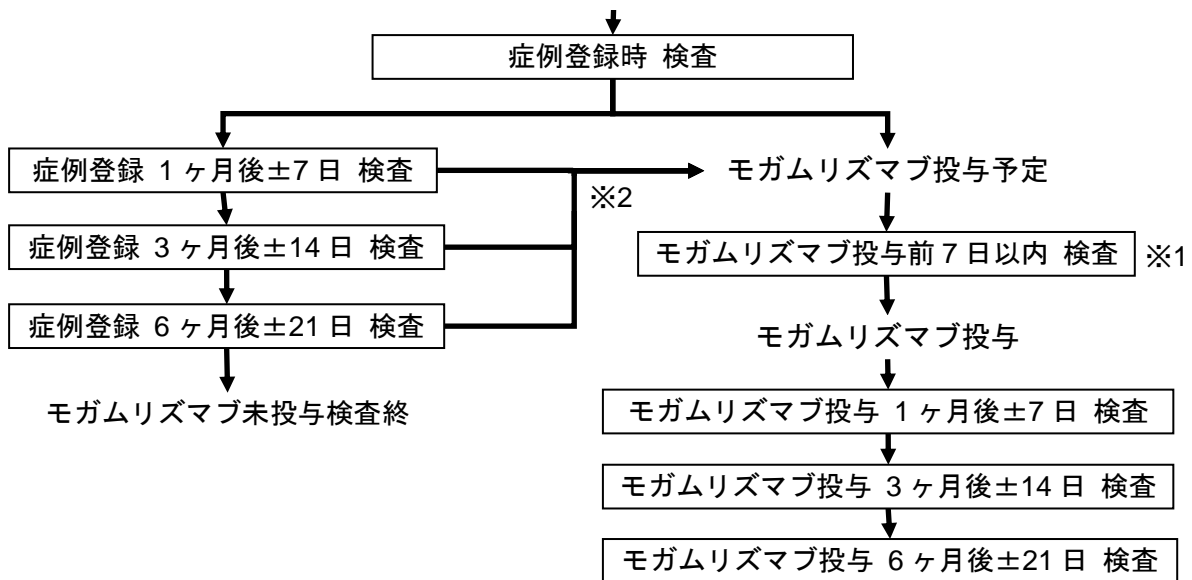 症例登録時 検査
症例登録 1ヶ月後±7日 検査
モガムリズマブ投与予定
※2
症例登録 3ヶ月後±14日 検査
モガムリズマブ投与前7日以内 検査
※1
症例登録 6ヶ月後±21日 検査
モガムリズマブ投与
モガムリズマブ未投与検査終
モガムリズマブ投与 1ヶ月後±7日 検査
モガムリズマブ投与 3ヶ月後±14日 検査
モガムリズマブ投与 6ヶ月後±21日 検査